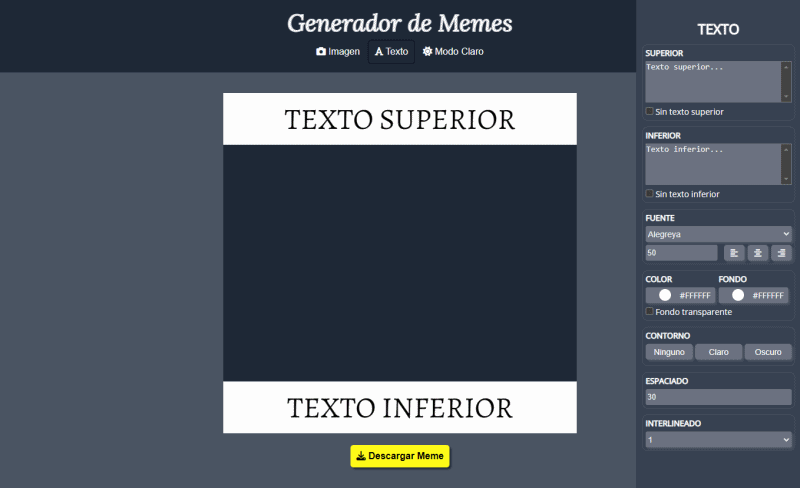 Generador de Memes
Imagen
Texto
Modo Claro
TEXTO SUPERIOR
TEXTO INFERIOR
Descargar Meme
TEXTO
SUPERIOR
Texto superior...
Sin texto superior
INFERIOR
Texto inferior...
Sin texto inferior
FUENTE
Alegreya
50
COLOR FONDO
#FFFFFF #FFFFFF
Fondo transparente
CONTORNO
Ninguno Claro Oscuro
ESPACIADO
30
INTERLINEADO
1